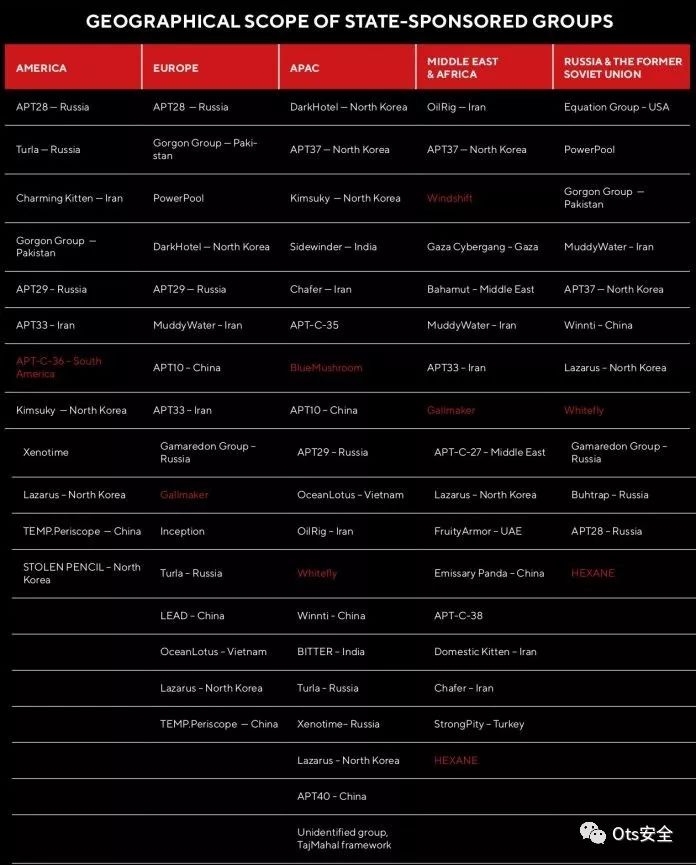 GEOGRAPHICAL SCOPE OF STATE-SPONSORED GROUPS
AMERICA
EUROPE
APAC
MIDDLE EAST
& AFRICA
RUSSIA & THE FORMER
SOVIET UNION
APT28 — Russia
APT28 — Russia
DarkHotel — North Korea
OilRig — Iran
Equation Group – USA
Turla — Russia
Gorgon Group — Paki-
stan
APT37 — North Korea
APT37 — North Korea
PowerPool
Charming Kitten — Iran
PowerPool
Kimsuky — North Korea
Windshift
Gorgon Group —
Pakistan
Gorgon Group —
Pakistan
DarkHotel — North Korea
Sidewinder — India
Gaza Cybergang – Gaza
MuddyWater – Iran
APT29 – Russia
APT29 — Russia
Chafer — Iran
Bahamut – Middle East
APT37 — North Korea
APT33 – Iran
MuddyWater – Iran
APT-C-35
MuddyWater – Iran
Winnti – China
APT-C-36 – South
America
APT10 – China
BlueMushroom
APT33 – Iran
Lazarus – North Korea
Kimsuky — North Korea
APT33 – Iran
APT10 – China
Gallmaker
Whitefly
Xenotime
Gamaredon Group –
Russia
APT29 – Russia
APT-C-27 – Middle East
Gamaredon Group –
Russia
Lazarus – North Korea
Gallmaker
OceanLotus – Vietnam
Lazarus – North Korea
Buhtrap – Russia
TEMP.Periscope — China
Inception
OilRig – Iran
FruityArmor – UAE
APT28 – Russia
STOLEN PENCIL – North
Korea
Turla – Russia
Whitefly
Emissary Panda – China
HEXANE
LEAD – China
Winnti - China
APT-C-38
OceanLotus – Vietnam
BITTER – India
Domestic Kitten – Iran
Lazarus – North Korea
Turla - Russia
Chafer – Iran
TEMP.Periscope — China
Xenotime– Russia
StrongPity – Turkey
Lazarus – North Korea
HEXANE
APT40 - China
Unidentified group,
TajMahal framework
Ots安全